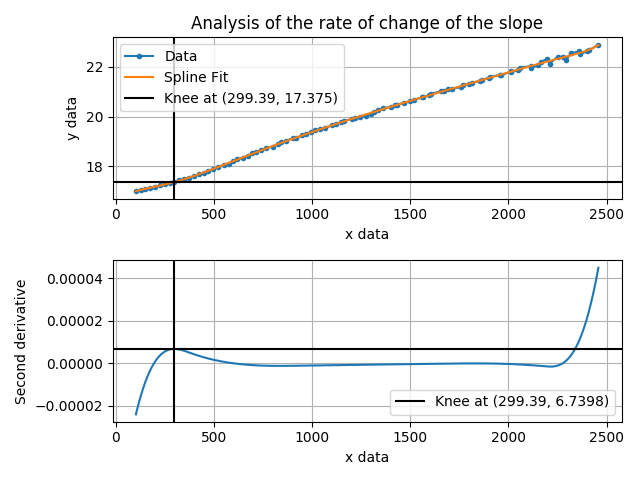 Analysis of the rate of change of the slope
Data
Spline Fit
Knee at (299.39, 17.375)
y data
22
20
18
0 500 1000 1500 2000 2500
x data
Second derivative
0.00004
0.00002
0.00000
−0.00002
Knee at (299.39, 6.7398)
0 500 1000 1500 2000 2500
x data